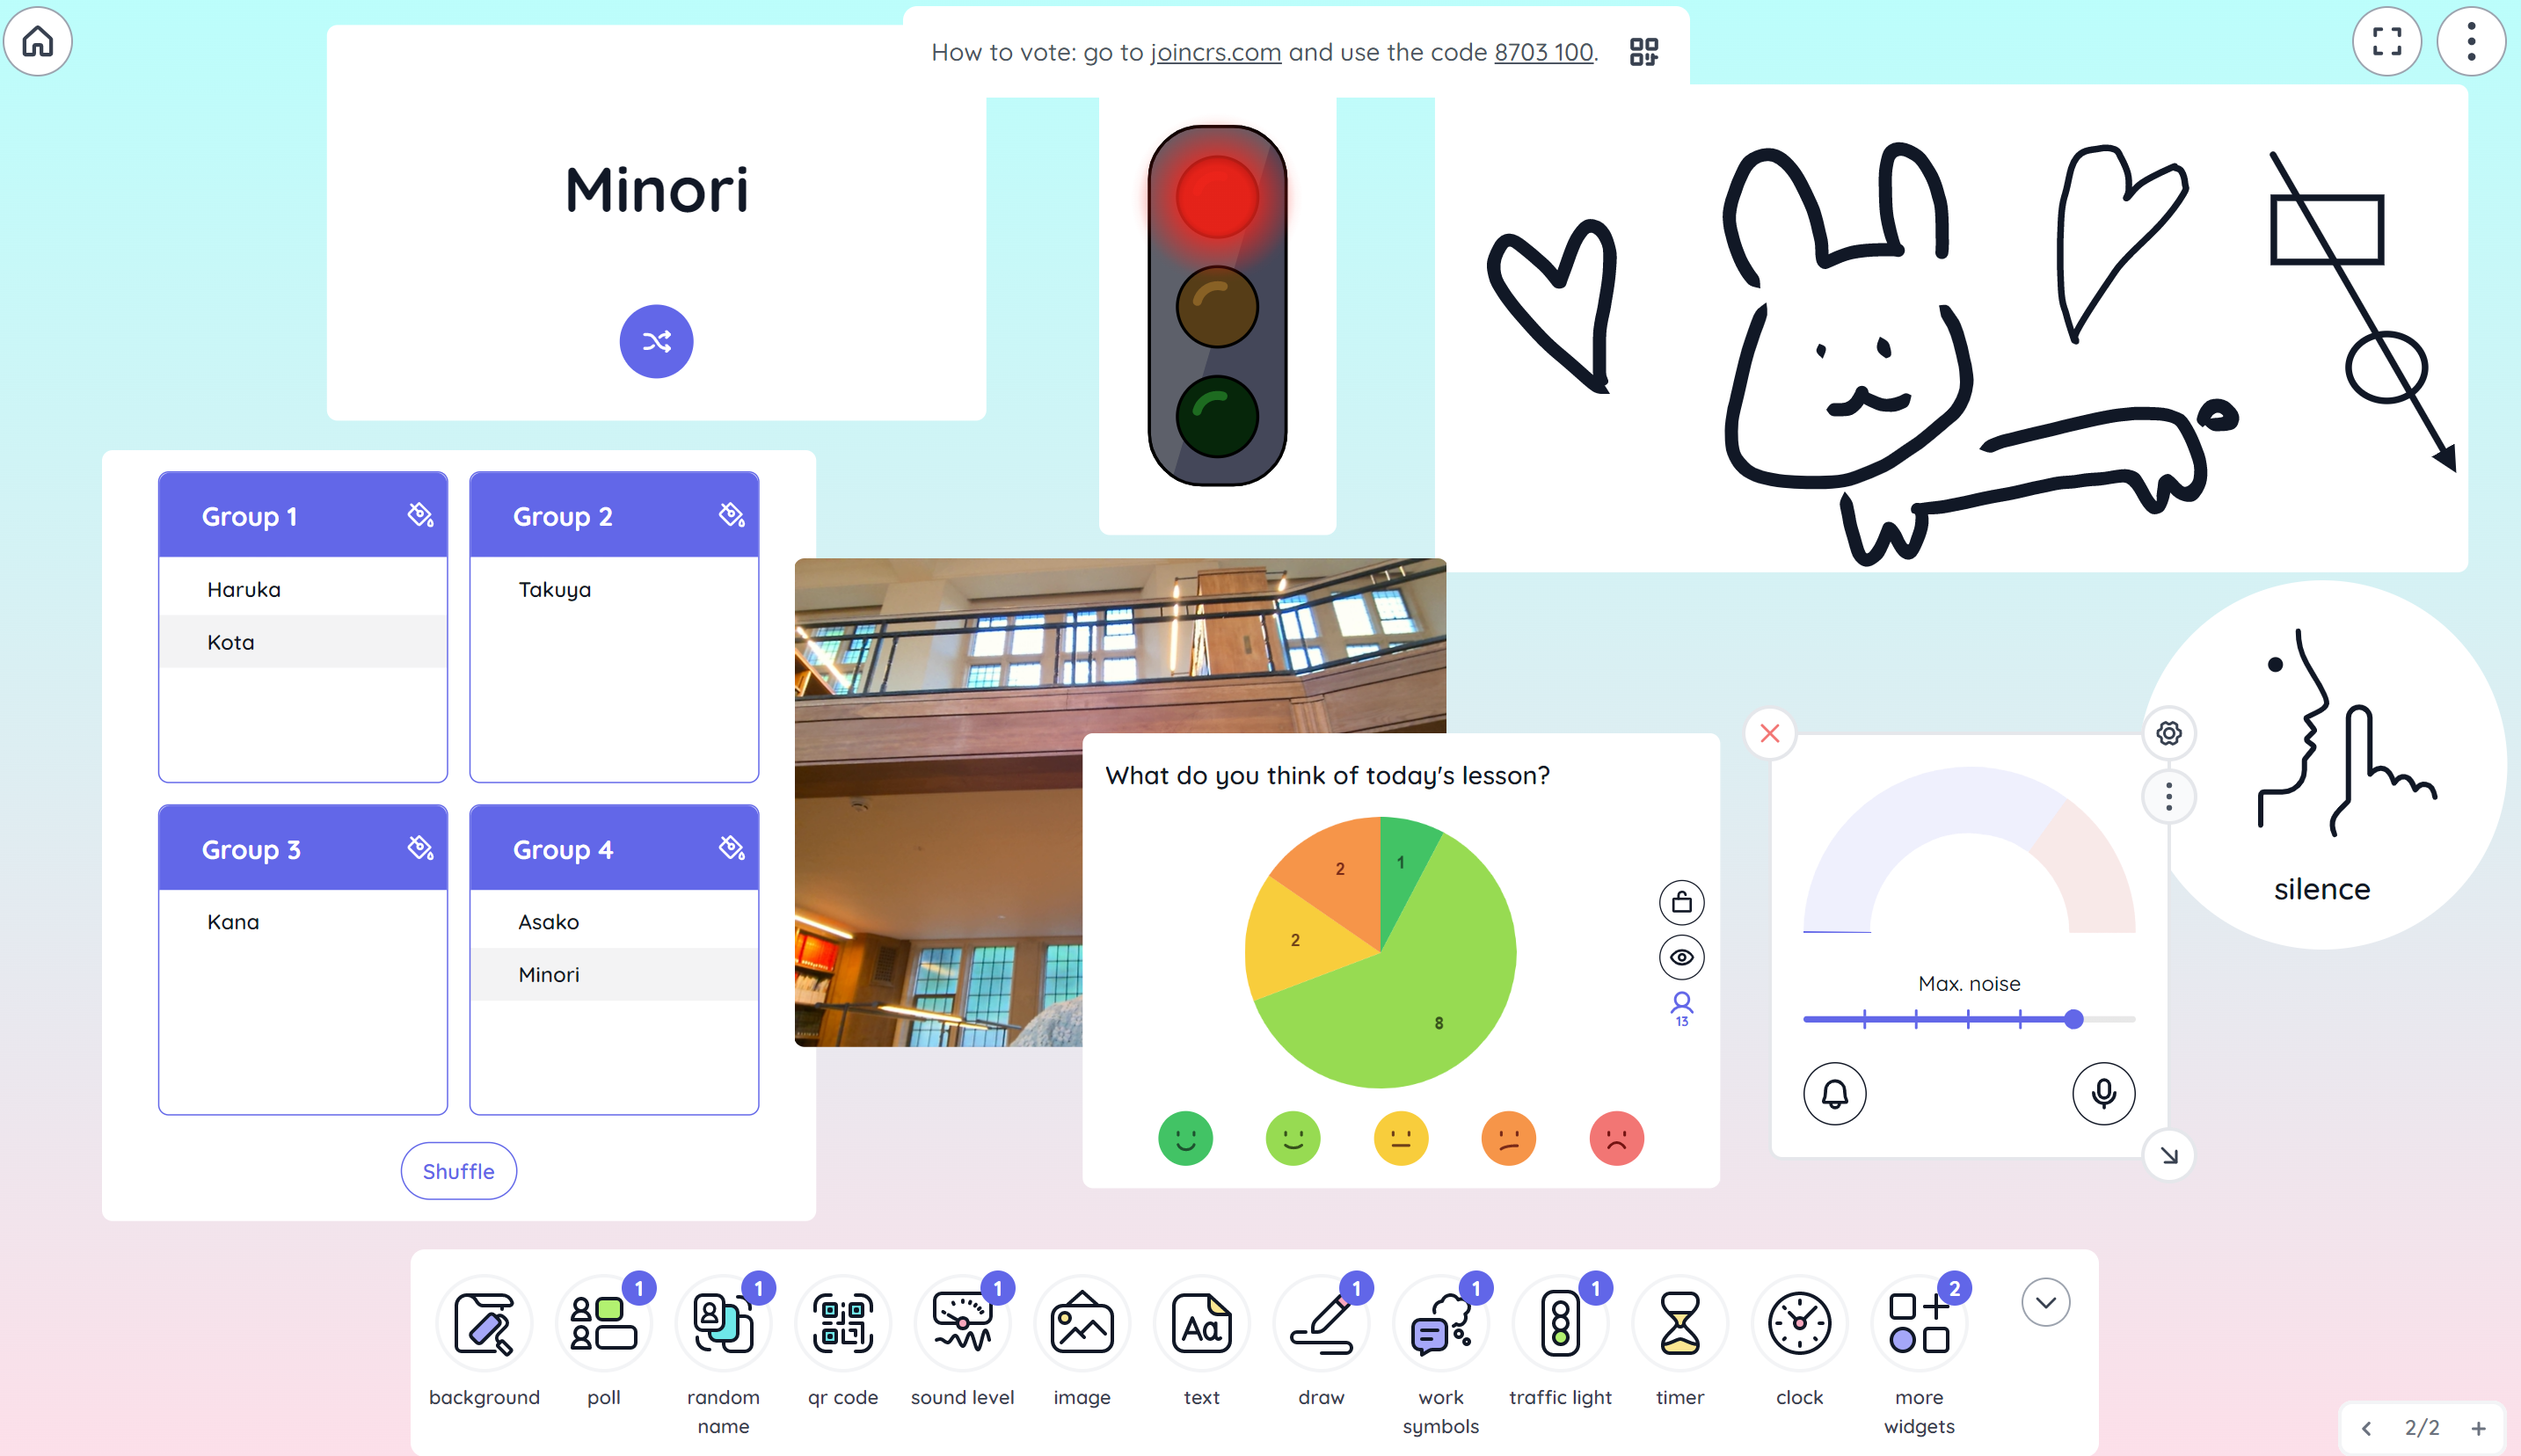 How to vote: go to joincrs.com and use the code 8703 100.
Minori
Group 1
Haruka
Kota
Group 2
Takuya
Group 3
Kana
Group 4
Asako
Minori
Shuffle
What do you think of today's lesson?
1
2
2
8
13
Max. noise
silence
background
1
poll
1
random
name
qr code
1
sound level
image
Aa
text
1
draw
1
work
symbols
1
traffic light
timer
clock
2
more
widgets
2/2